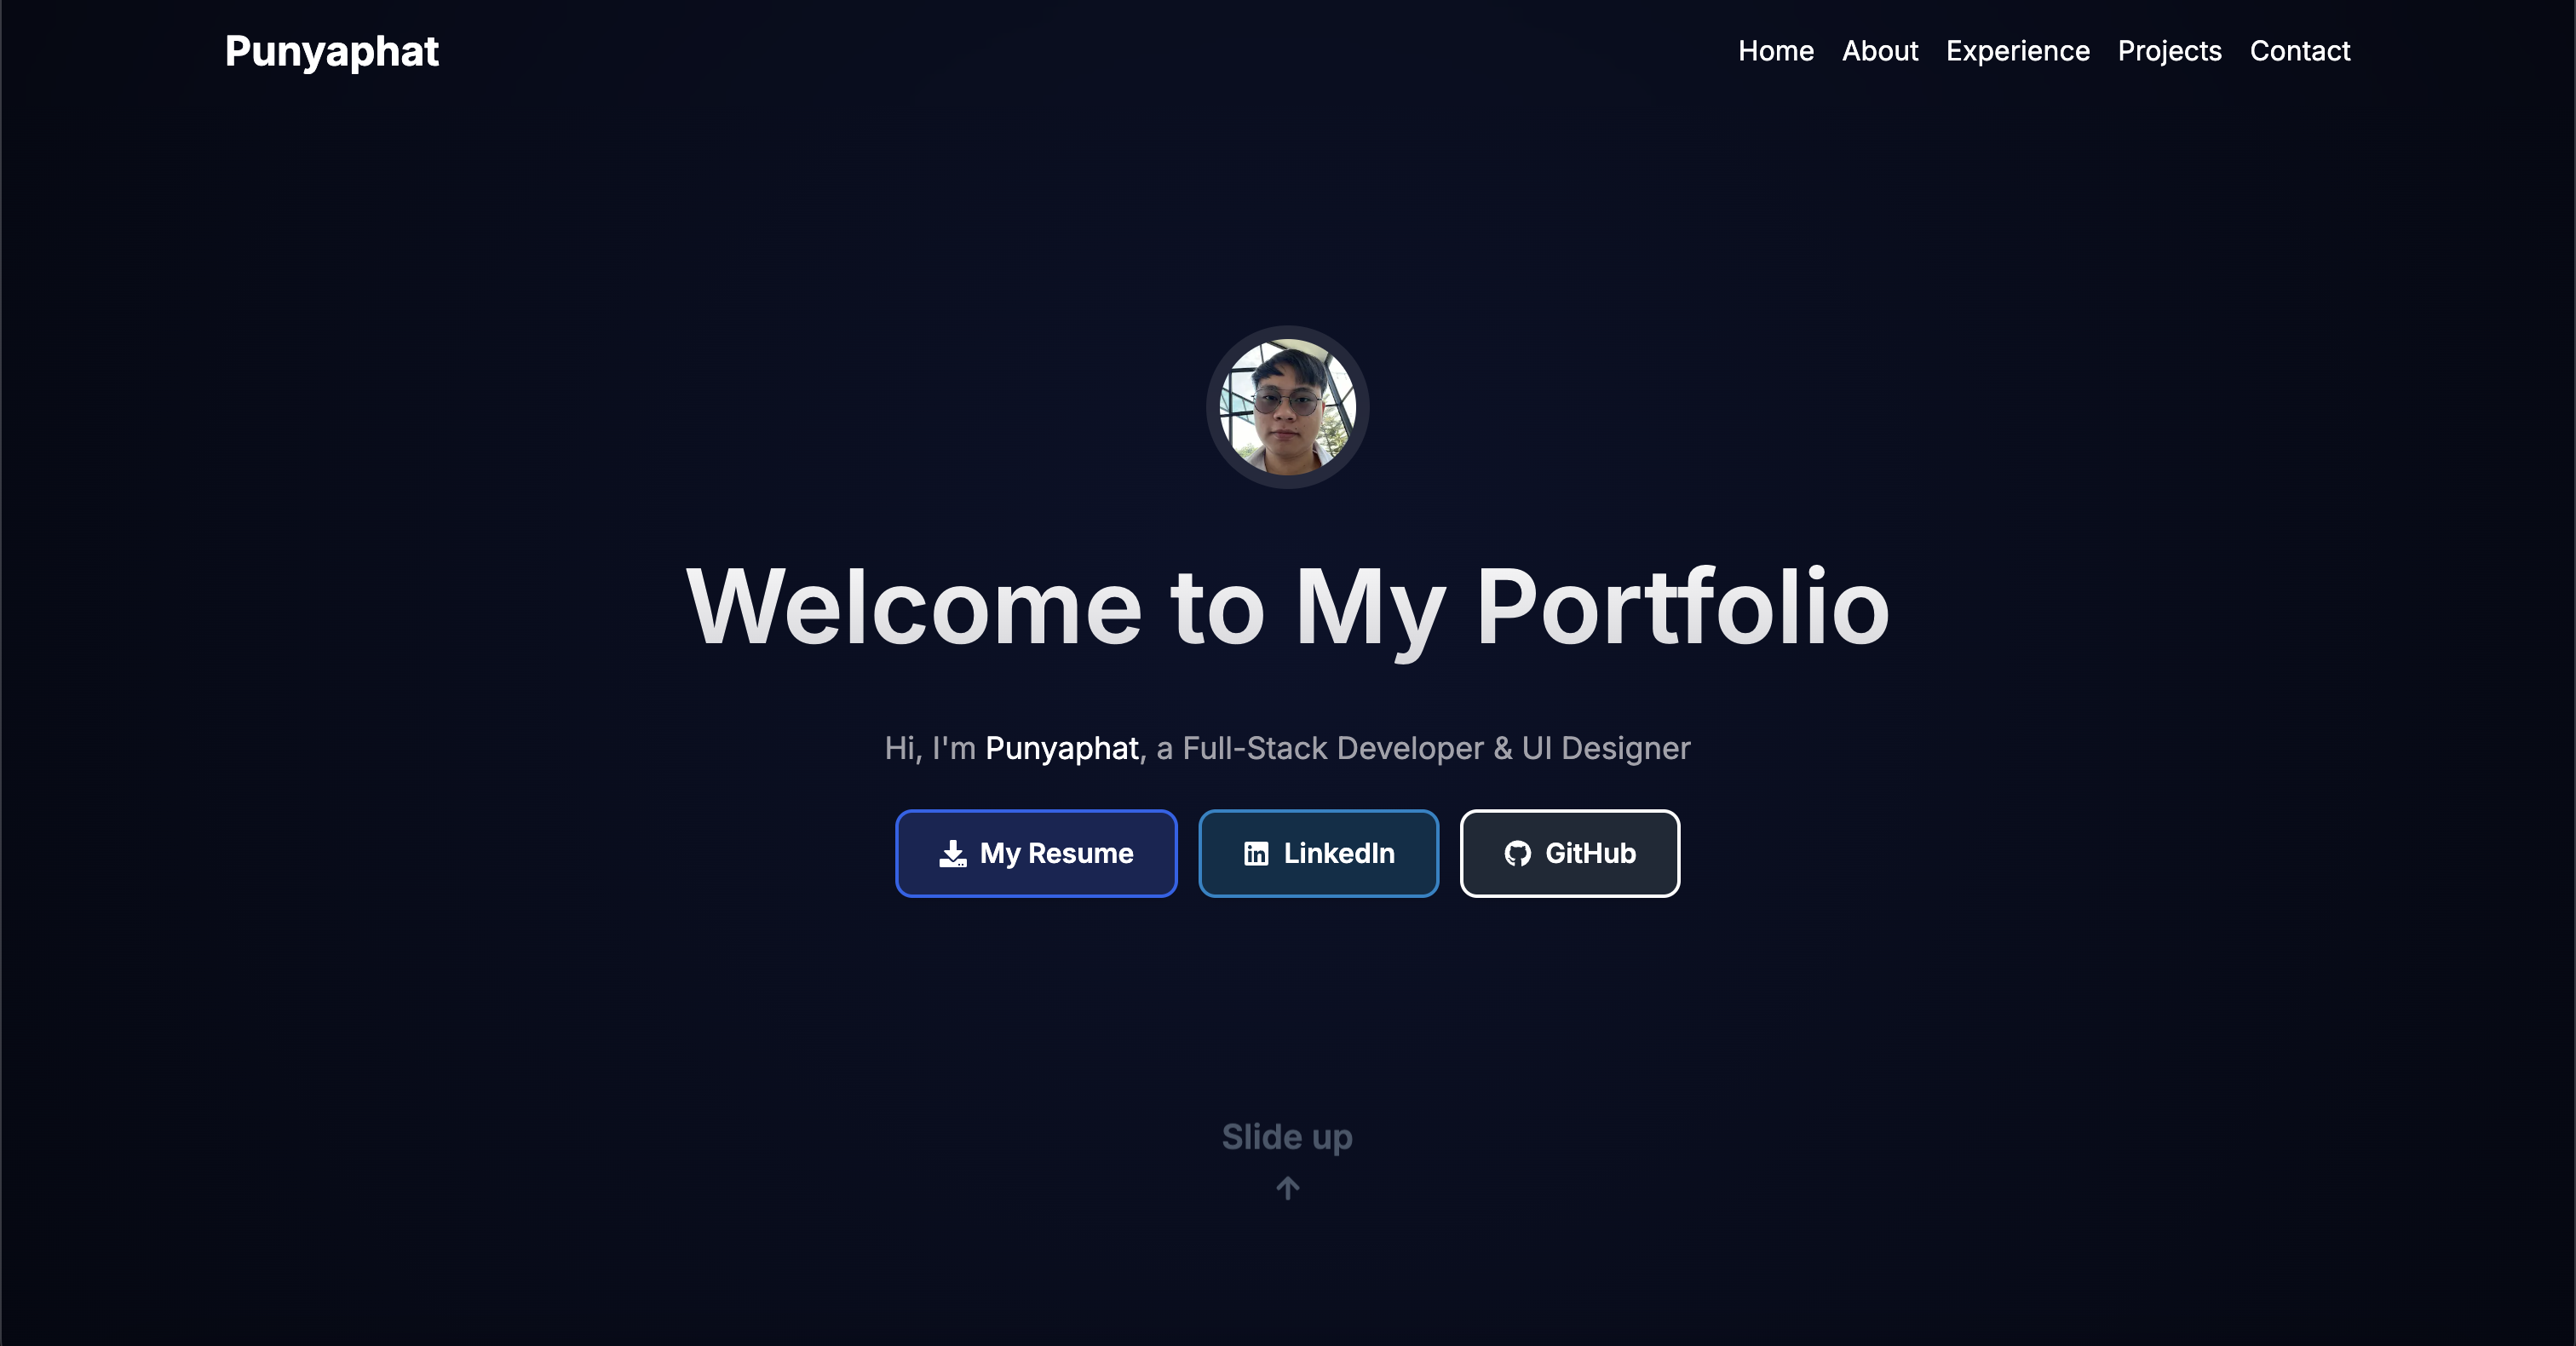 Punyaphat
Home About Experience Projects Contact
Welcome to My Portfolio
Hi, I'm Punyaphat, a Full-Stack Developer & UI Designer
My Resume LinkedIn GitHub
Slide up